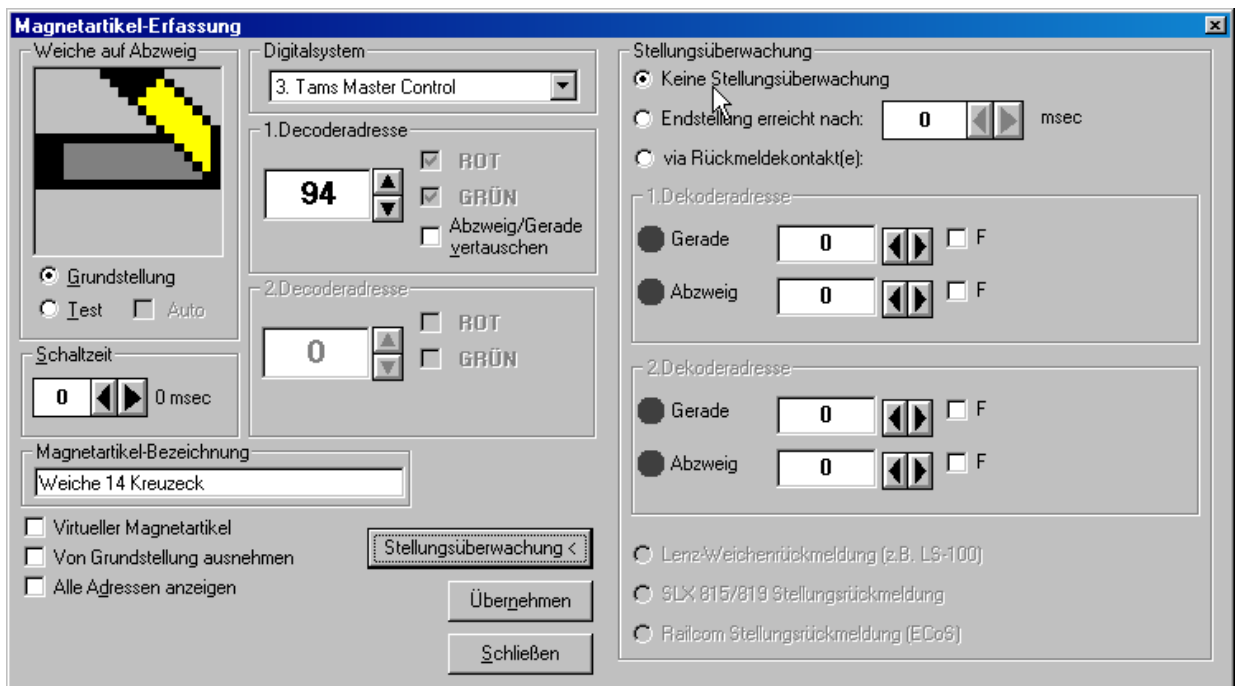 Magnetartikel-Erfassung
Weiche auf Abzweig
Grundstellung
Test
Auto
Schaltzeit
0
0 msec
Digitalsystem
3. Tams Master Control
1.Decoderadresse
94
ROT
GRÜN
Abzweig/Gerade
vertauschen
2.Decoderadresse
0
ROT
GRÜN
Magnetartikel-Bezeichnung
Weiche 14 Kreuzeck
Virtueller Magnetartikel
Von Grundstellung ausnehmen
Alle Adressen anzeigen
Stellungsüberwachung <
Übernehmen
Schließen
Stellungsüberwachung
Keine Stellungsüberwachung
Endstellung erreicht nach: 0 msec
via Rückmeldekontakt(e):
1.Dekoderadresse
Gerade 0 F
Abzweig 0 F
2.Dekoderadresse
Gerade 0 F
Abzweig 0 F
Lenz-Weichenrückmeldung (z.B. LS-100)
SLX 815/819 Stellungsrückmeldung
Railcom Stellungsrückmeldung (ECoS)